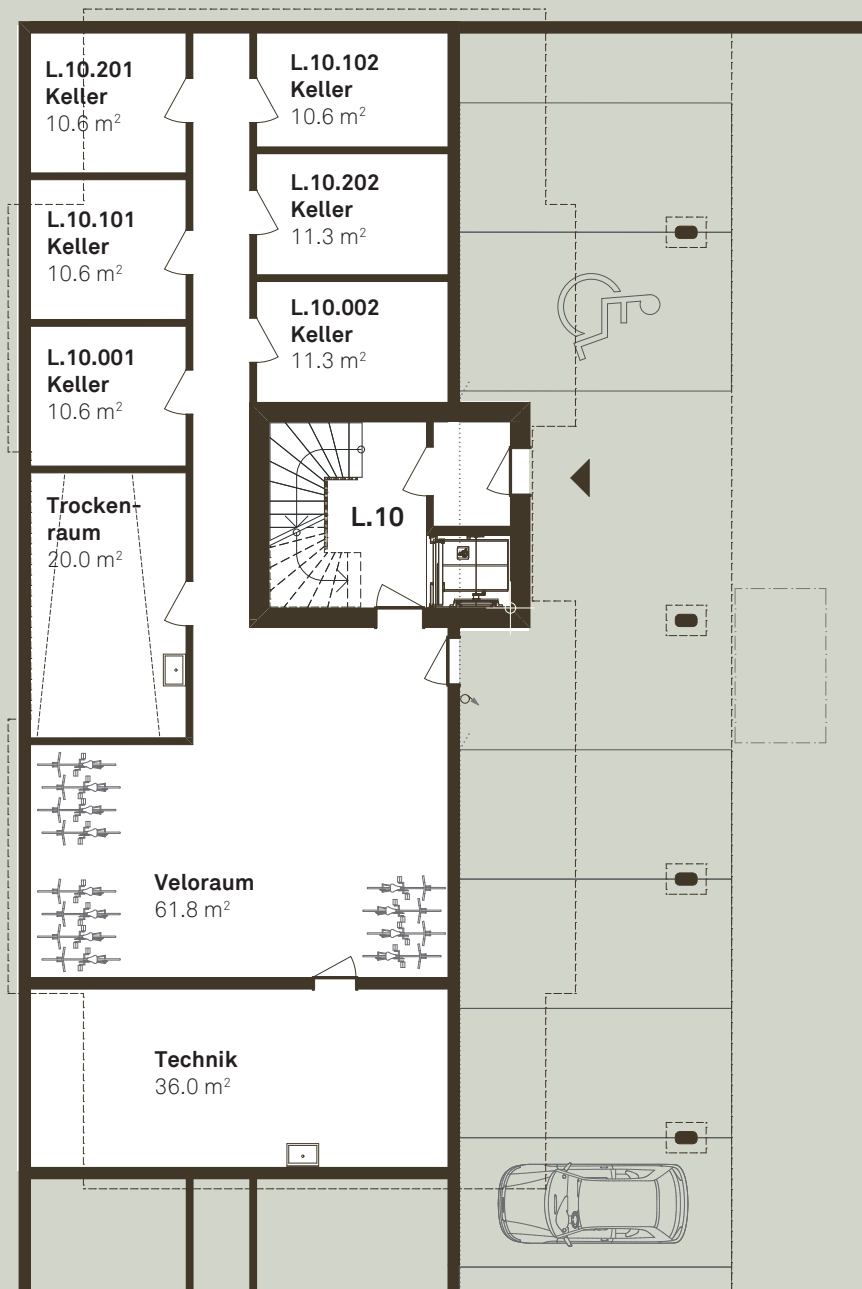 L.10.201
Keller
10.6 m²
L.10.102
Keller
10.6 m²
L.10.101
Keller
10.6 m²
L.10.202
Keller
11.3 m²
L.10.001
Keller
10.6 m²
L.10.002
Keller
11.3 m²
Trocken-
raum
20.0 m²
L.10
Veloraum
61.8 m²
Technik
36.0 m²